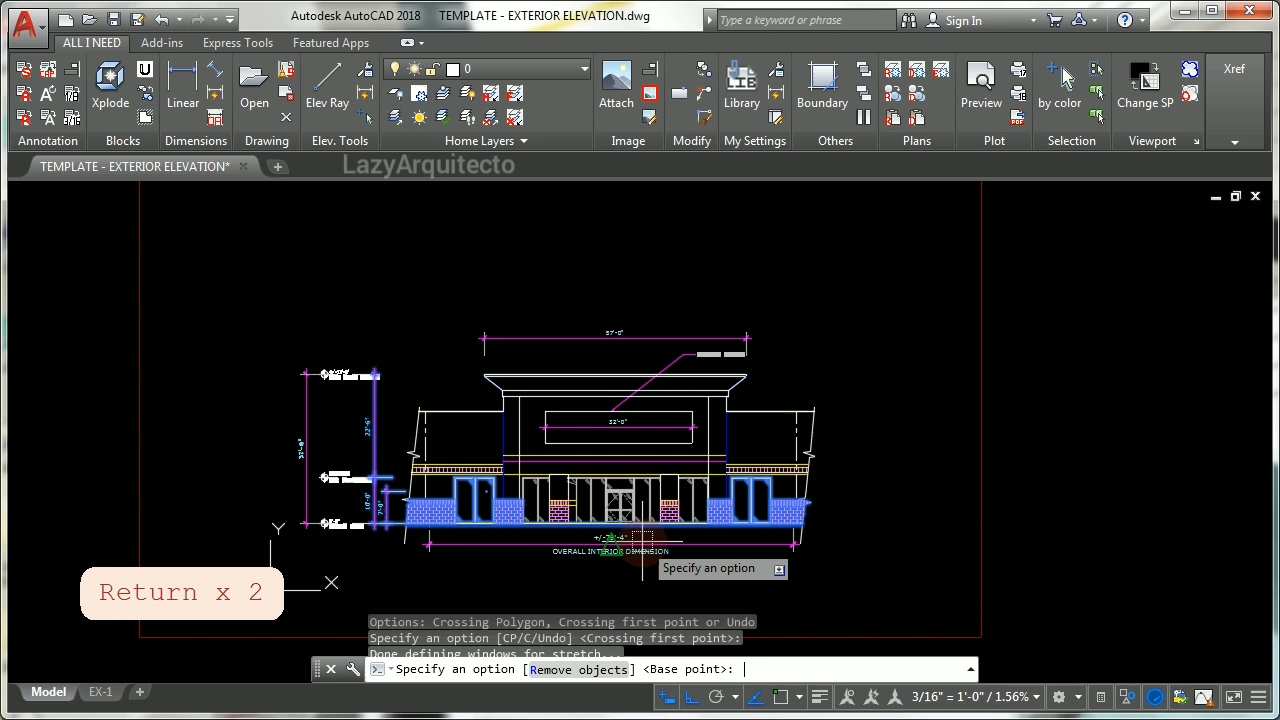 Autodesk AutoCAD 2018 TEMPLATE - EXTERIOR ELEVATION.dwg
Type a keyword or phrase
Sign In
ALL I NEED Add-ins Express Tools Featured Apps
0
Xplode Linear Open Elev Ray Attach Library Boundary Preview by color Change SP Xref
Annotation Blocks Dimensions Drawing Elev. Tools Home Layers Image Modify My Settings Others Plans Plot Selection Viewport
TEMPLATE - EXTERIOR ELEVATION*
LazyArquitecto
57'-0"
32'-0"
22'-6"
10'-0"
OVERALL INTERIOR DIMENSION
Y
X
Specify an option
Return x 2
Options: Crossing Polygon, Crossing first point or Undo
Specify an option [CP/C/Undo] <Crossing first point>:
Done defining windows for stretch...
Specify an option [Remove objects] <Base point>:
Model EX-1
3/16" = 1'-0" / 1.56%